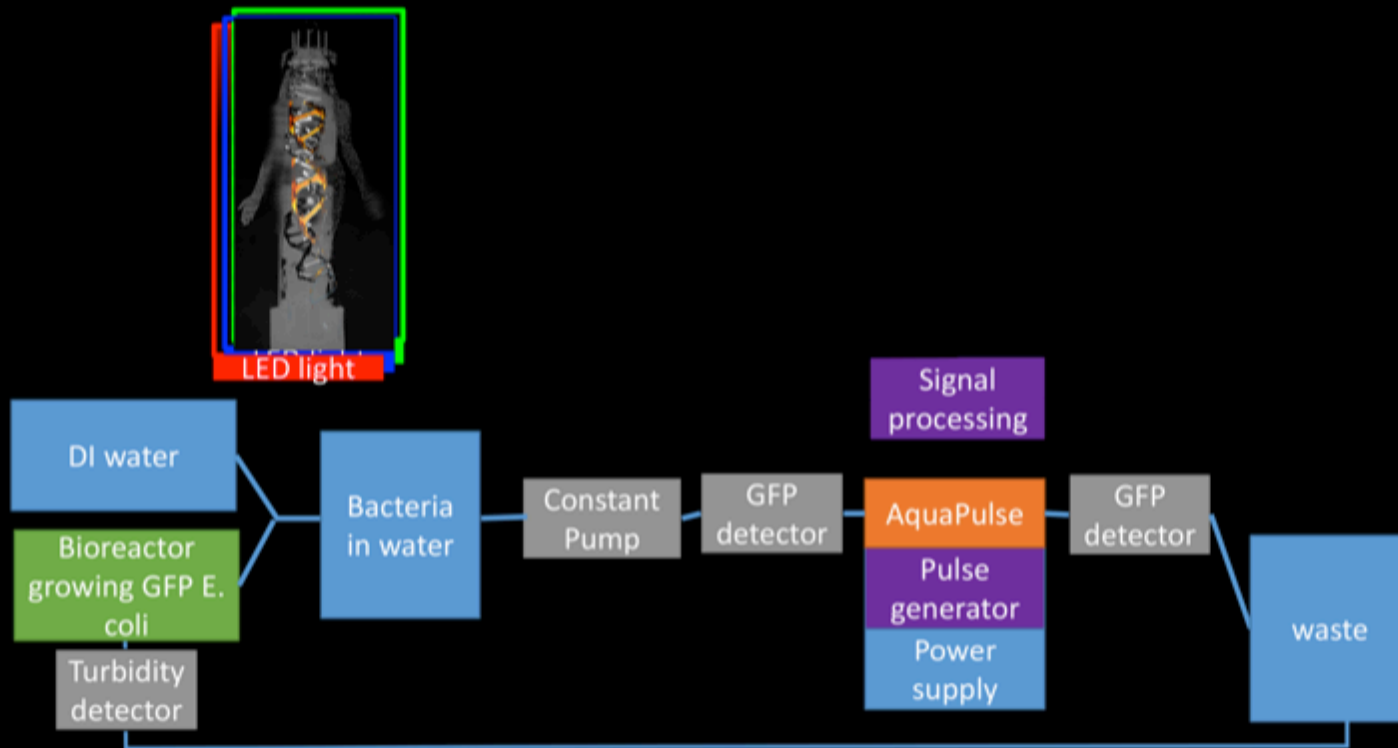 LED light
DI water
Bioreactor
growing GFP E.
coli
Turbidity
detector
Bacteria
in water
Constant
Pump
GFP
detector
Signal
processing
AquaPulse
Pulse
generator
Power
supply
GFP
detector
waste